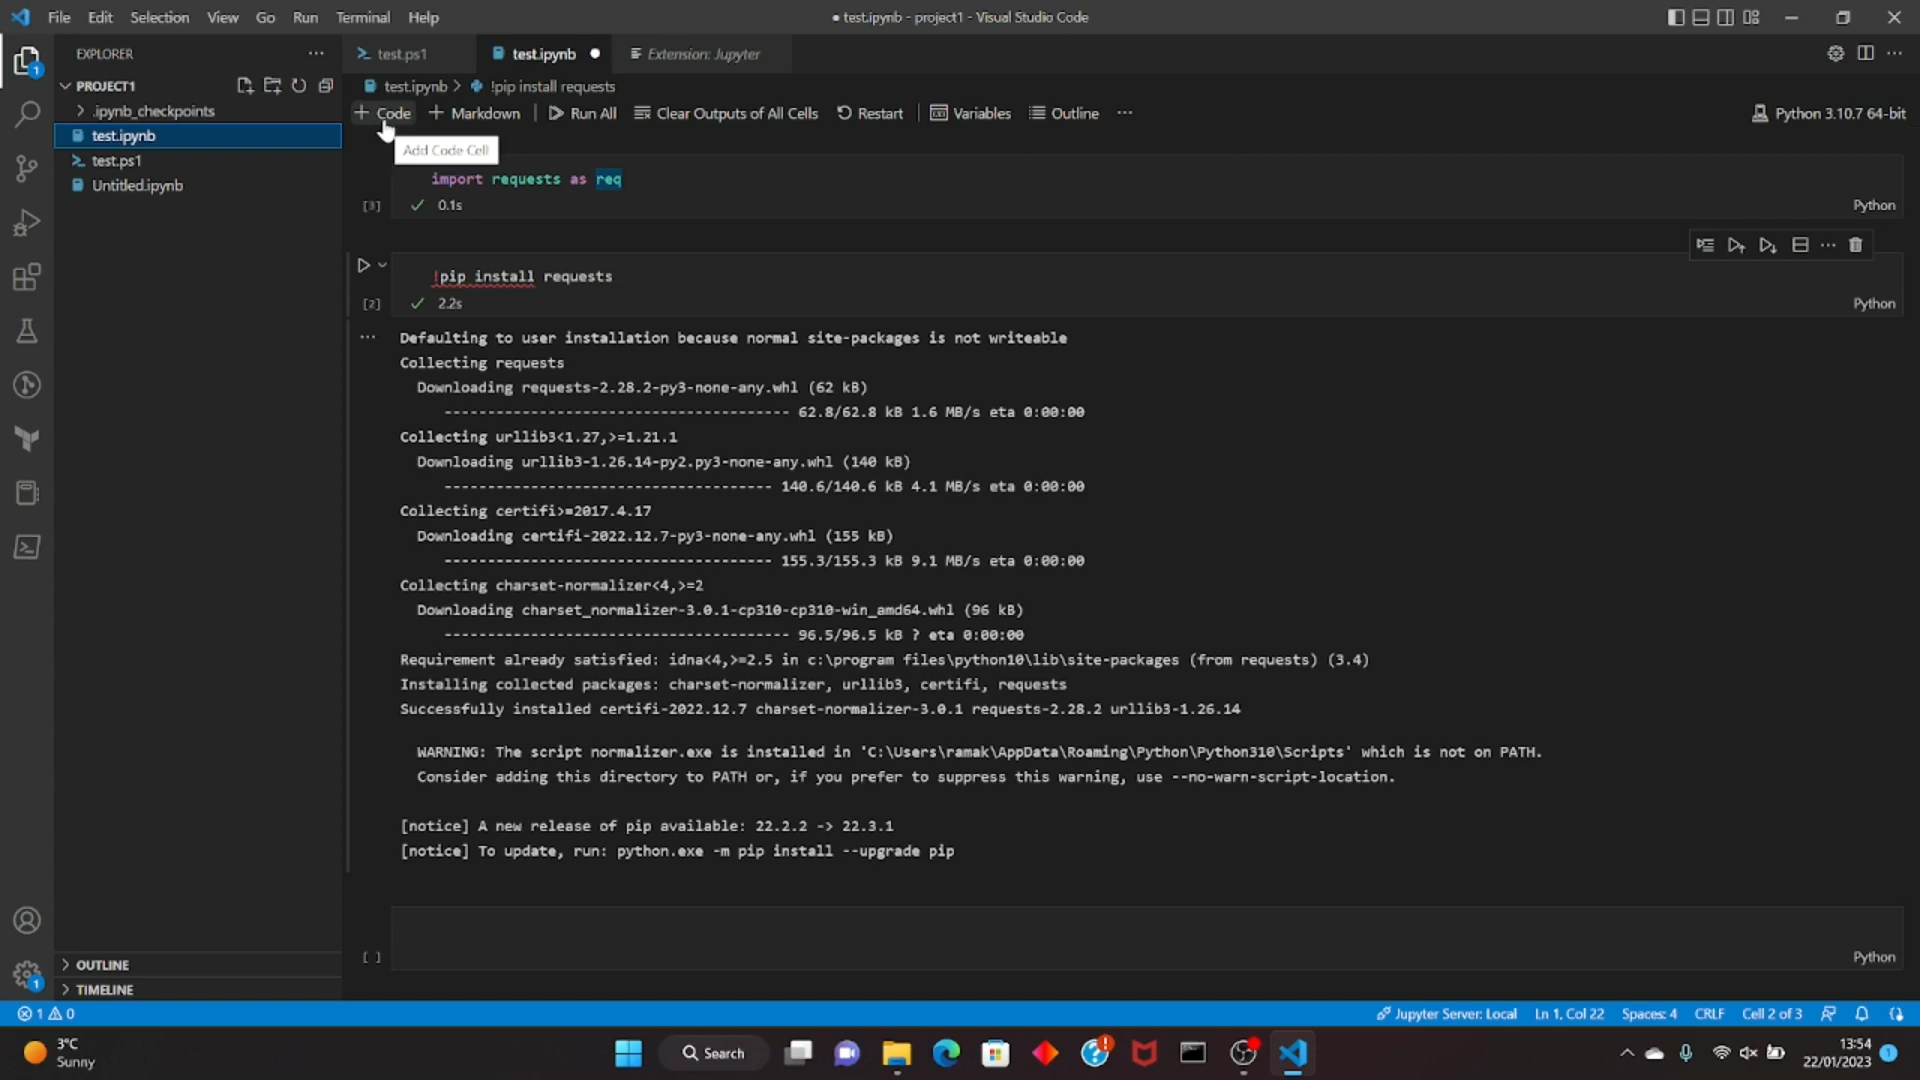 File Edit Selection View Go Run Terminal Help
● test.ipynb - project1 - Visual Studio Code
EXPLORER
test.ps1
test.ipynb
Extension: Jupyter
1
PROJECT1
test.ipynb > !pip install requests
.ipynb_checkpoints
Code
Markdown
Run All
Clear Outputs of All Cells
Restart
Variables
Outline
Python 3.10.7 64-bit
test.ipynb
Add Code Cell
test.ps1
Untitled.ipynb
import requests as req
[3] 0.1s Python
!pip install requests
[2] 2.2s Python
Defaulting to user installation because normal site-packages is not writeable
Collecting requests
Downloading requests-2.28.2-py3-none-any.whl (62 kB)
---------------------------------------- 62.8/62.8 kB 1.6 MB/s eta 0:00:00
Collecting urllib3<1.27,>=1.21.1
Downloading urllib3-1.26.14-py2.py3-none-any.whl (140 kB)
-------------------------------------- 140.6/140.6 kB 4.1 MB/s eta 0:00:00
Collecting certifi>=2017.4.17
Downloading certifi-2022.12.7-py3-none-any.whl (155 kB)
-------------------------------------- 155.3/155.3 kB 9.1 MB/s eta 0:00:00
Collecting charset-normalizer<4,>=2
Downloading charset_normalizer-3.0.1-cp310-cp310-win_amd64.whl (96 kB)
---------------------------------------- 96.5/96.5 kB ? eta 0:00:00
Requirement already satisfied: idna<4,>=2.5 in c:\program files\python10\lib\site-packages (from requests) (3.4)
Installing collected packages: charset-normalizer, urllib3, certifi, requests
Successfully installed certifi-2022.12.7 charset-normalizer-3.0.1 requests-2.28.2 urllib3-1.26.14
WARNING: The script normalizer.exe is installed in 'C:\Users\ramak\AppData\Roaming\Python\Python310\Scripts' which is not on PATH.
Consider adding this directory to PATH or, if you prefer to suppress this warning, use --no-warn-script-location.
[notice] A new release of pip available: 22.2.2 -> 22.3.1
[notice] To update, run: python.exe -m pip install --upgrade pip
[ ] Python
OUTLINE
1
TIMELINE
1 0
Jupyter Server: Local
Ln 1, Col 22
Spaces: 4
CRLF
Cell 2 of 3
3°C
Sunny
Search
13:54
22/01/2023
1